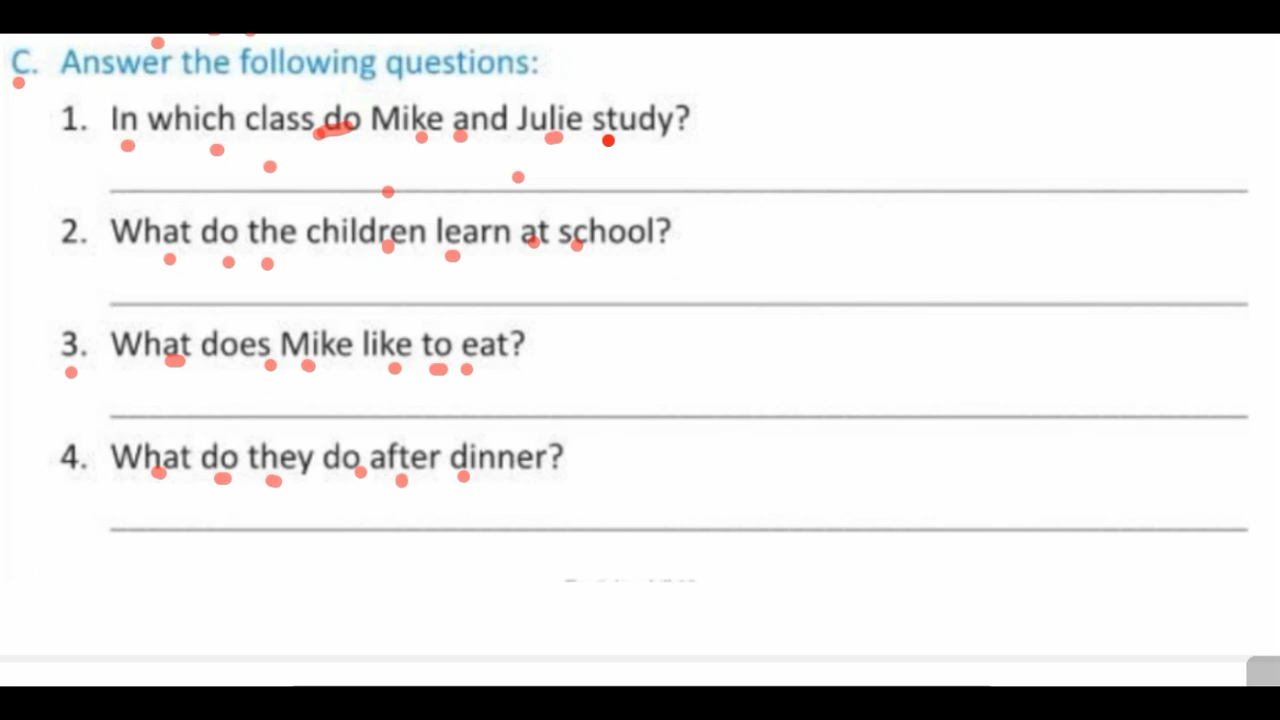 C. Answer the following questions:
1. In which class do Mike and Julie study?
2. What do the children learn at school?
3. What does Mike like to eat?
4. What do they do after dinner?